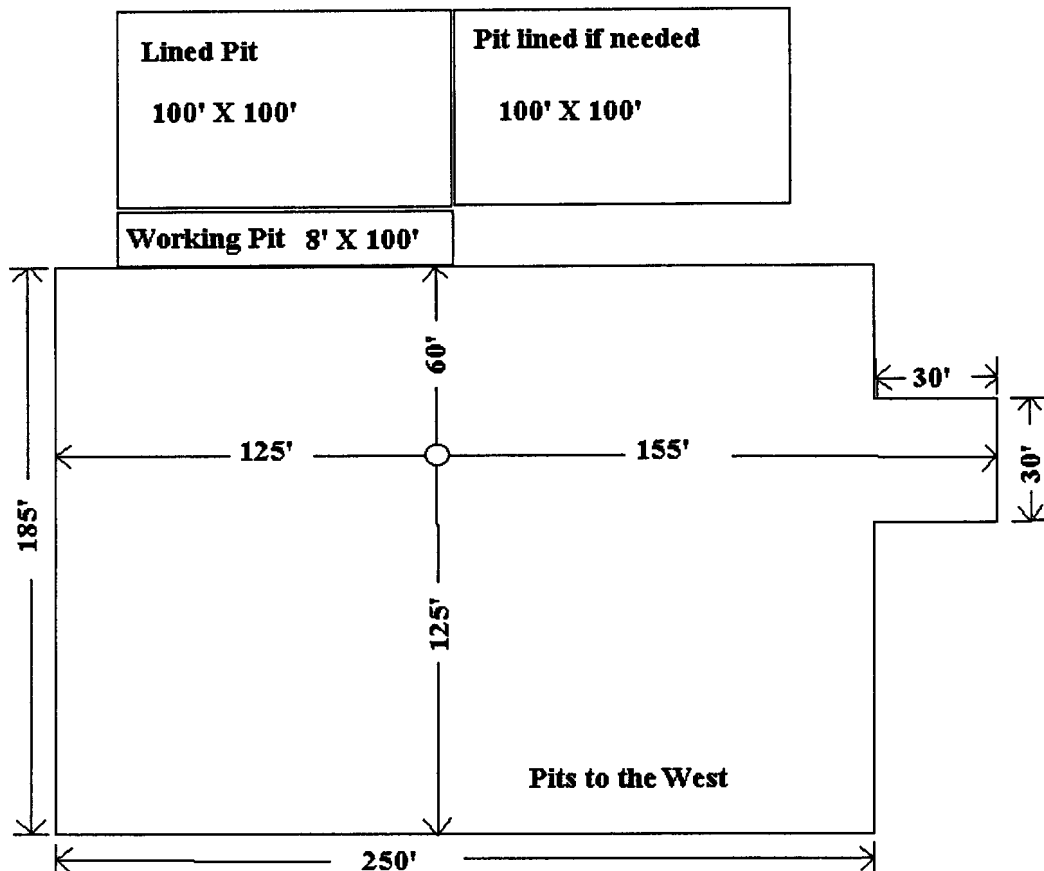 Lined Pit
100' X 100'
Pit lined if needed
100' X 100'
Working Pit 8' X 100'
60'
30'
125'
155'
30'
185'
125'
Pits to the West
250'